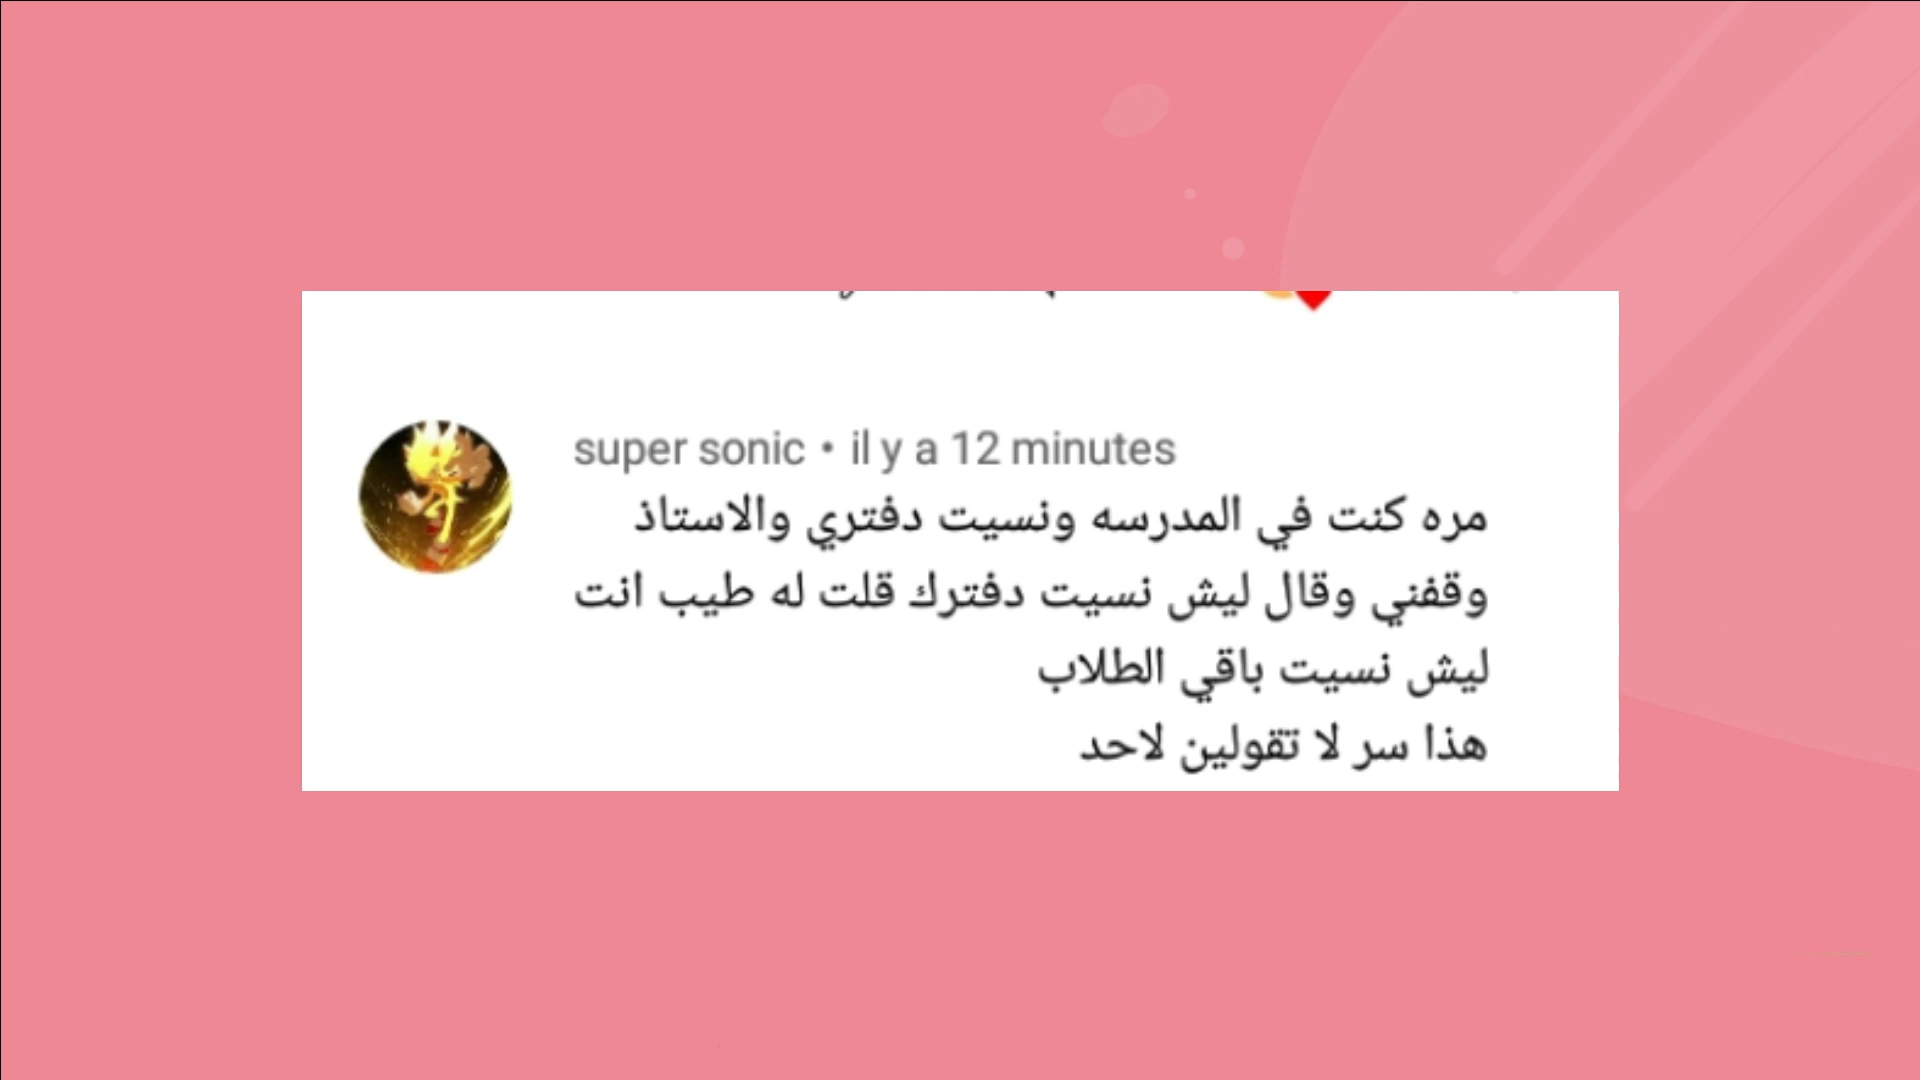 super sonic • il y a 12 minutes
مره كنت في المدرسه ونسيت دفتري والاستاذ
وقفني وقال ليش نسيت دفترك قلت له طيب انت
ليش نسيت باقي الطلاب
هذا سر لا تقولين لاحد